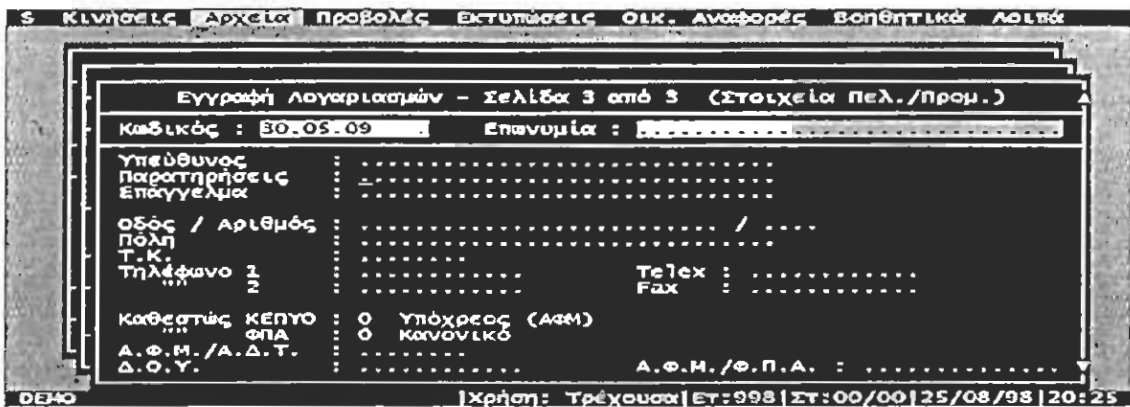 S Κινήσεις Αρχεία Προβολές Εκτυπώσεις Οικ. Αναφορές Βοηθητικά Λοιπά
Εγγραφή Λογαριασμών - Σελίδα 3 από 3 (Στοιχεία Πελ./Προμ.)
Κωδικός : 30.05.09 . Επωνυμία : ..............................
Υπεύθυνος : ..............................
Παρατηρήσεις : ..............................
Επάγγελμα : ..............................
Οδός / Αριθμός : .......................... / ....
Πόλη : ..............................
Τ.Κ. : ........
Τηλέφωνο 1 : ............ Telex : ............
"" 2 : ............ Fax : ............
Καθεστώς ΚΕΠΥΟ : 0 Υπόχρεος (ΑΦΜ)
"" ΦΠΑ : 0 Κανονικό
Α.Φ.Μ./Α.Δ.Τ. : ........
Δ.Ο.Υ. : ............ Α.Φ.Μ./Φ.Π.Α. : ..............
DEMO |Χρήση: Τρέχουσα|ΕΤ:998|ΣΤ:00/00|25/08/98|20:25